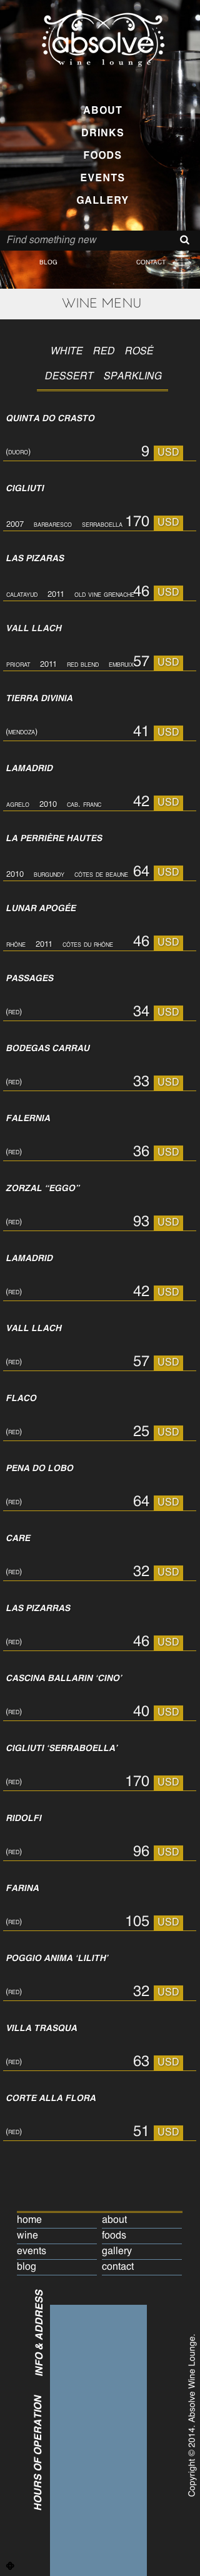 absolve
wine lounge
ABOUT
DRINKS
FOODS
EVENTS
GALLERY
Find something new
BLOG CONTACT
WINE MENU
WHITE RED ROSÉ
DESSERT SPARKLING
QUINTA DO CRASTO
(DUORO) 9 USD
CIGLIUTI
2007 BARBARESCO SERRABOELLA 170 USD
LAS PIZARAS
CALATAYUD 2011 OLD VINE GRENACHE 46 USD
VALL LLACH
PRIORAT 2011 RED BLEND EMBRUIX 57 USD
TIERRA DIVINIA
(MENDOZA) 41 USD
LAMADRID
AGRELO 2010 CAB. FRANC 42 USD
LA PERRIÈRE HAUTES
2010 BURGUNDY CÔTES DE BEAUNE 64 USD
LUNAR APOGÉE
RHÔNE 2011 CÔTES DU RHÔNE 46 USD
PASSAGES
(RED) 34 USD
BODEGAS CARRAU
(RED) 33 USD
FALERNIA
(RED) 36 USD
ZORZAL “EGGO”
(RED) 93 USD
LAMADRID
(RED) 42 USD
VALL LLACH
(RED) 57 USD
FLACO
(RED) 25 USD
PENA DO LOBO
(RED) 64 USD
CARE
(RED) 32 USD
LAS PIZARRAS
(RED) 46 USD
CASCINA BALLARIN ‘CINO’
(RED) 40 USD
CIGLIUTI ‘SERRABOELLA’
(RED) 170 USD
RIDOLFI
(RED) 96 USD
FARINA
(RED) 105 USD
POGGIO ANIMA ‘LILITH’
(RED) 32 USD
VILLA TRASQUA
(RED) 63 USD
CORTE ALLA FLORA
(RED) 51 USD
home about
wine foods
events gallery
blog contact
INFO & ADDRESS
HOURS OF OPERATION
Copyright © 2014. Absolve Wine Lounge.